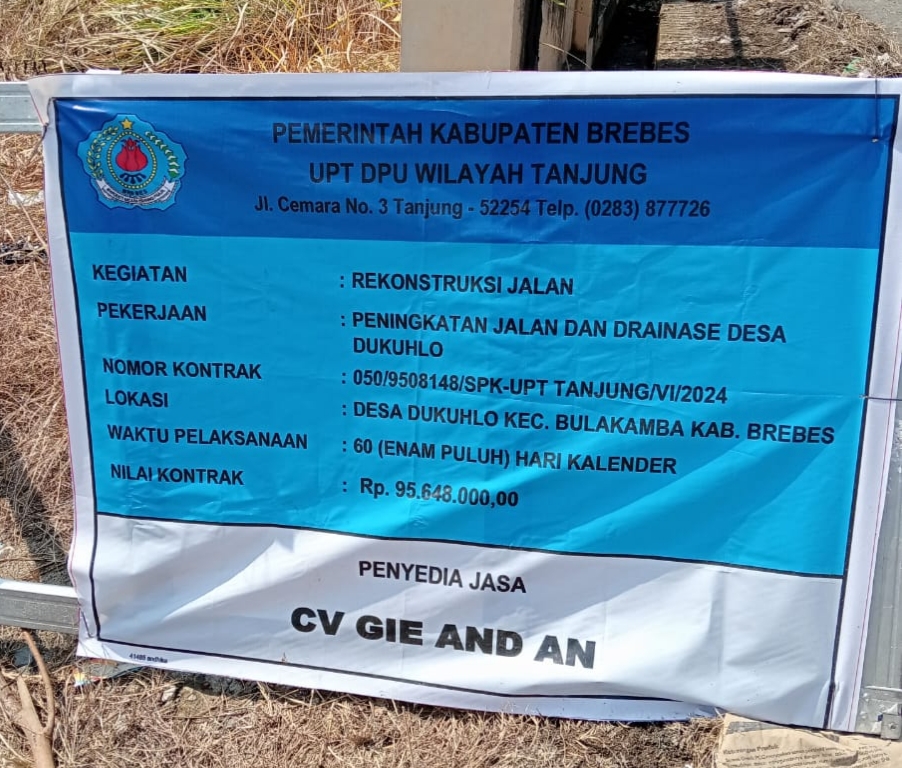 PEMERINTAH KABUPATEN BREBES
UPT DPU WILAYAH TANJUNG
Jl. Cemara No. 3 Tanjung - 52254 Telp. (0283) 877726
KEGIATAN : REKONSTRUKSI JALAN
PEKERJAAN : PENINGKATAN JALAN DAN DRAINASE DESA
DUKUHLO
NOMOR KONTRAK : 050/9508148/SPK-UPT TANJUNG/VI/2024
LOKASI : DESA DUKUHLO KEC. BULAKAMBA KAB. BREBES
WAKTU PELAKSANAAN : 60 (ENAM PULUH) HARI KALENDER
NILAI KONTRAK : Rp. 95.648.000,00
PENYEDIA JASA
CV GIE AND AN